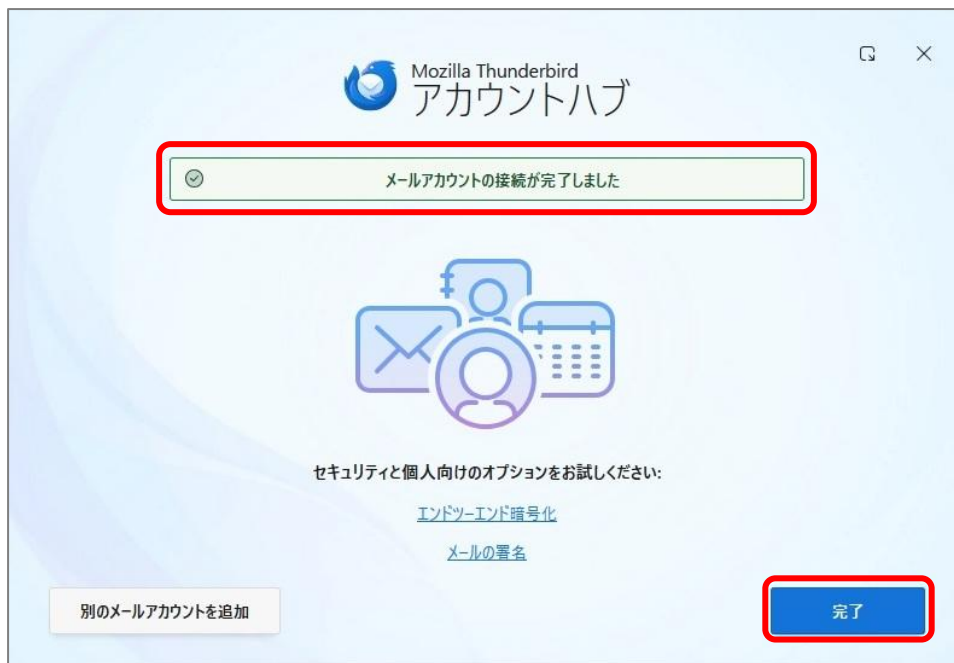 Mozilla Thunderbird
アカウントハブ
メールアカウントの接続が完了しました
セキュリティと個人向けのオプションをお試しください:
エンドツーエンド暗号化
メールの署名
別のメールアカウントを追加
完了